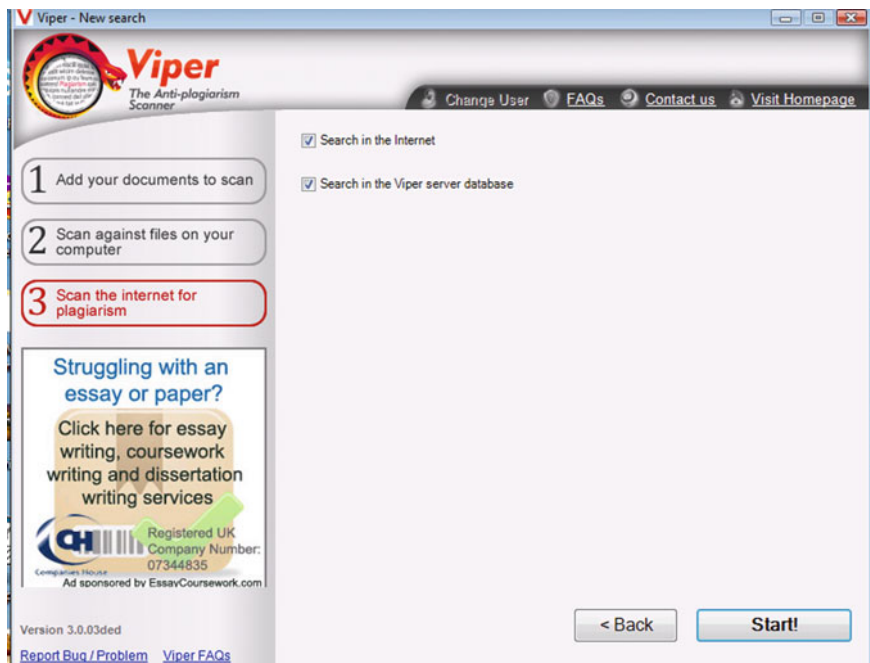 Viper - New search
Viper
The Anti-plagiarism
Scanner
Change User FAQs Contact us Visit Homepage
Search in the Internet
Search in the Viper server database
1 Add your documents to scan
2 Scan against files on your
computer
3 Scan the internet for
plagiarism
Struggling with an
essay or paper?
Click here for essay
writing, coursework
writing and dissertation
writing services
CH
Companies House
Registered UK
Company Number:
07344835
Ad sponsored by EssayCoursework.com
< Back Start!
Version 3.0.03ded
Report Bug / Problem Viper FAQs